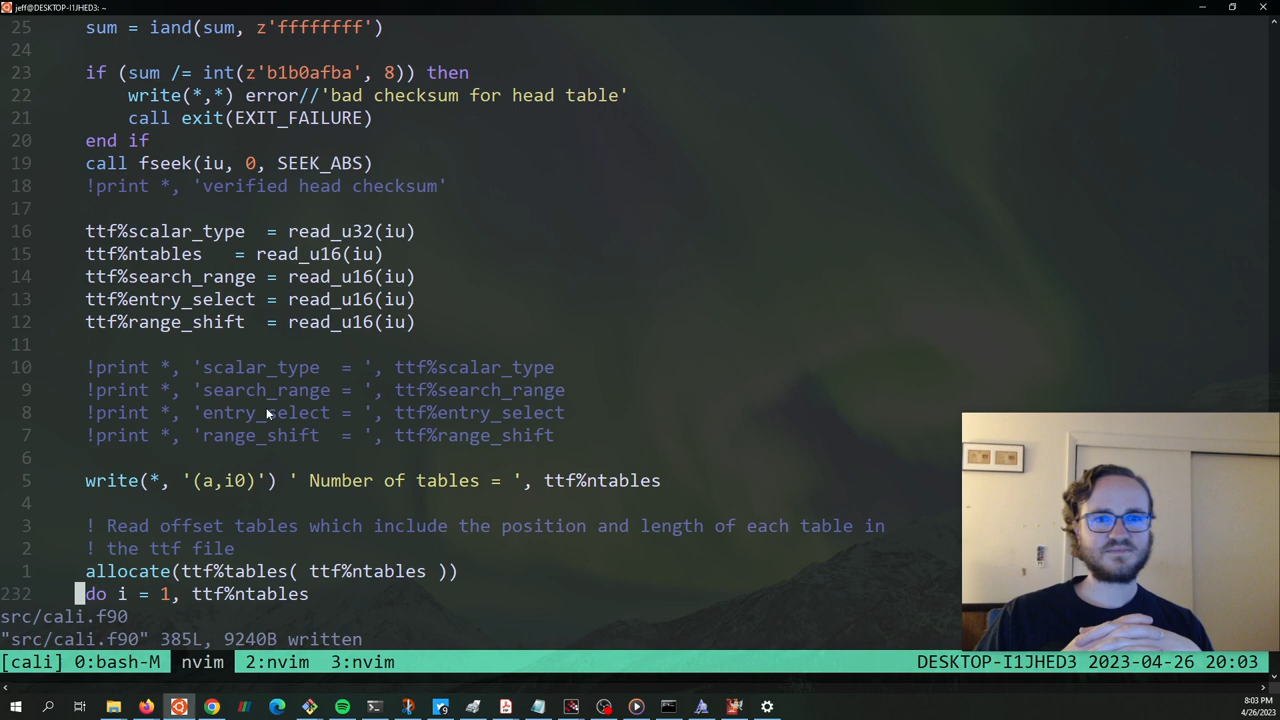 jeff@DESKTOP-I1JHED3: ~
25 sum = iand(sum, z'ffffffff')
24
23 if (sum /= int(z'b1b0afba', 8)) then
22 write(*,*) error//'bad checksum for head table'
21 call exit(EXIT_FAILURE)
20 end if
19 call fseek(iu, 0, SEEK_ABS)
18 !print *, 'verified head checksum'
17
16 ttf%scalar_type  = read_u32(iu)
15 ttf%ntables   = read_u16(iu)
14 ttf%search_range = read_u16(iu)
13 ttf%entry_select = read_u16(iu)
12 ttf%range_shift  = read_u16(iu)
11
10 !print *, 'scalar_type  = ', ttf%scalar_type
9 !print *, 'search_range = ', ttf%search_range
8 !print *, 'entry_select = ', ttf%entry_select
7 !print *, 'range_shift  = ', ttf%range_shift
6
5 write(*, '(a,i0)') ' Number of tables = ', ttf%ntables
4
3 ! Read offset tables which include the position and length of each table in
2 ! the ttf file
1 allocate(ttf%tables( ttf%ntables ))
232 do i = 1, ttf%ntables
src/cali.f90
"src/cali.f90" 385L, 9240B written
[cali] 0:bash-M  nvim  2:nvim  3:nvim DESKTOP-I1JHED3 2023-04-26 20:03
8:03 PM
4/26/2023